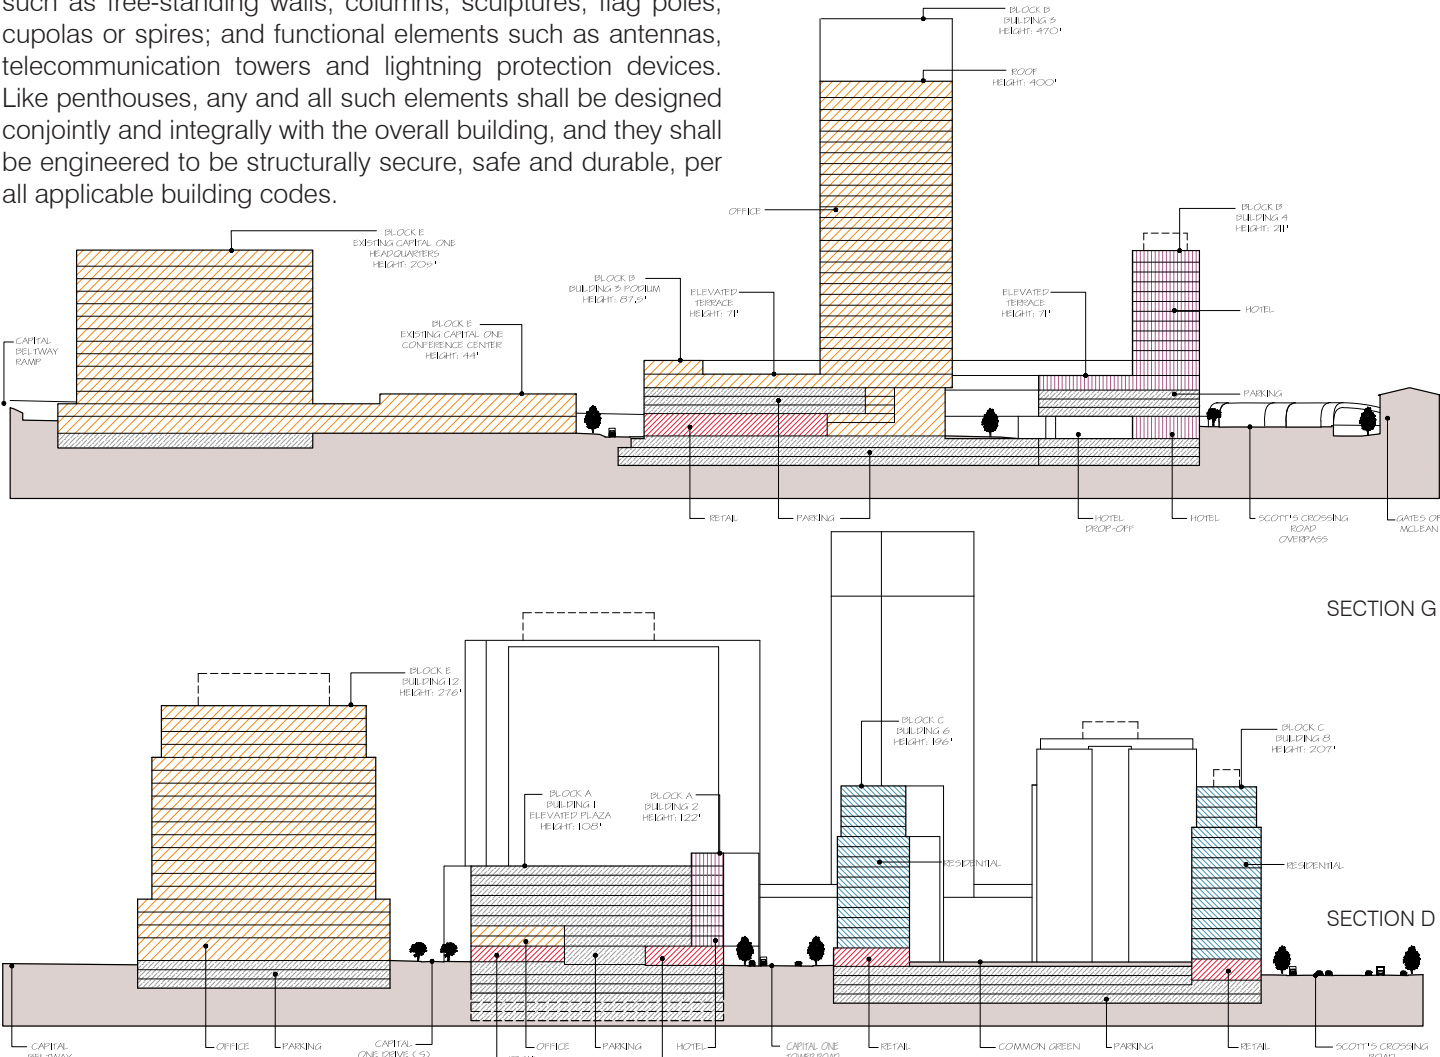 such as free-standing walls, columns, sculptures, flag poles,
cupolas or spires; and functional elements such as antennas,
telecommunication towers and lightning protection devices.
Like penthouses, any and all such elements shall be designed
conjointly and integrally with the overall building, and they shall
be engineered to be structurally secure, safe and durable, per
all applicable building codes.
BLOCK B
BUILDING 3
HEIGHT: 470'
ROOF
HEIGHT: 400'
OFFICE
BLOCK B
BUILDING 4
HEIGHT: 211'
BLOCK E
EXISTING CAPITAL ONE
HEADQUARTERS
HEIGHT: 205'
BLOCK B
BUILDING 3 PODIUM
HEIGHT: 87.5'
ELEVATED
TERRACE
HEIGHT: 71'
ELEVATED
TERRACE
HEIGHT: 71'
HOTEL
BLOCK E
EXISTING CAPITAL ONE
CONFERENCE CENTER
HEIGHT: 44'
CAPITAL
BELTWAY
RAMP
PARKING
RETAIL
PARKING
HOTEL
DROP-OFF
HOTEL
SCOTT'S CROSSING
ROAD
OVERPASS
GATES OF
MCLEAN
SECTION G
BLOCK E
BUILDING 12
HEIGHT: 276'
BLOCK C
BUILDING 6
HEIGHT: 196'
BLOCK C
BUILDING 8
HEIGHT: 207'
BLOCK A
BUILDING 1
ELEVATED PLAZA
HEIGHT: 108'
BLOCK A
BUILDING 2
HEIGHT: 122'
RESIDENTIAL
RESIDENTIAL
SECTION D
CAPITAL
BELTWAY
OFFICE
PARKING
CAPITAL
ONE DRIVE (S)
OFFICE
PARKING
HOTEL
CAPITAL ONE
TOWER ROAD
RETAIL
COMMON GREEN
PARKING
RETAIL
SCOTT'S CROSSING
ROAD